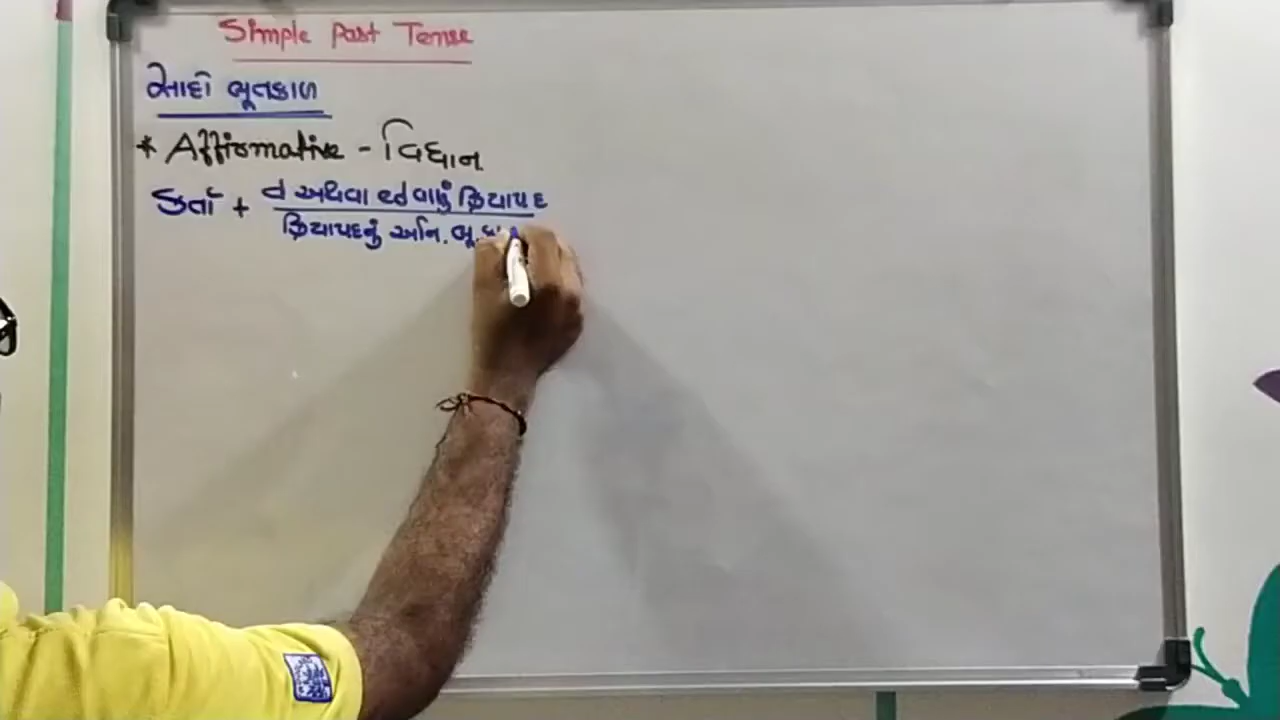 Simple Past Tense
સાદો ભૂતકાળ
* Affirmative - વિધાન
કર્તા + d અથવા ed વાળું ક્રિયાપદ
ક્રિયાપદનું અનિ. ભૂ.કા